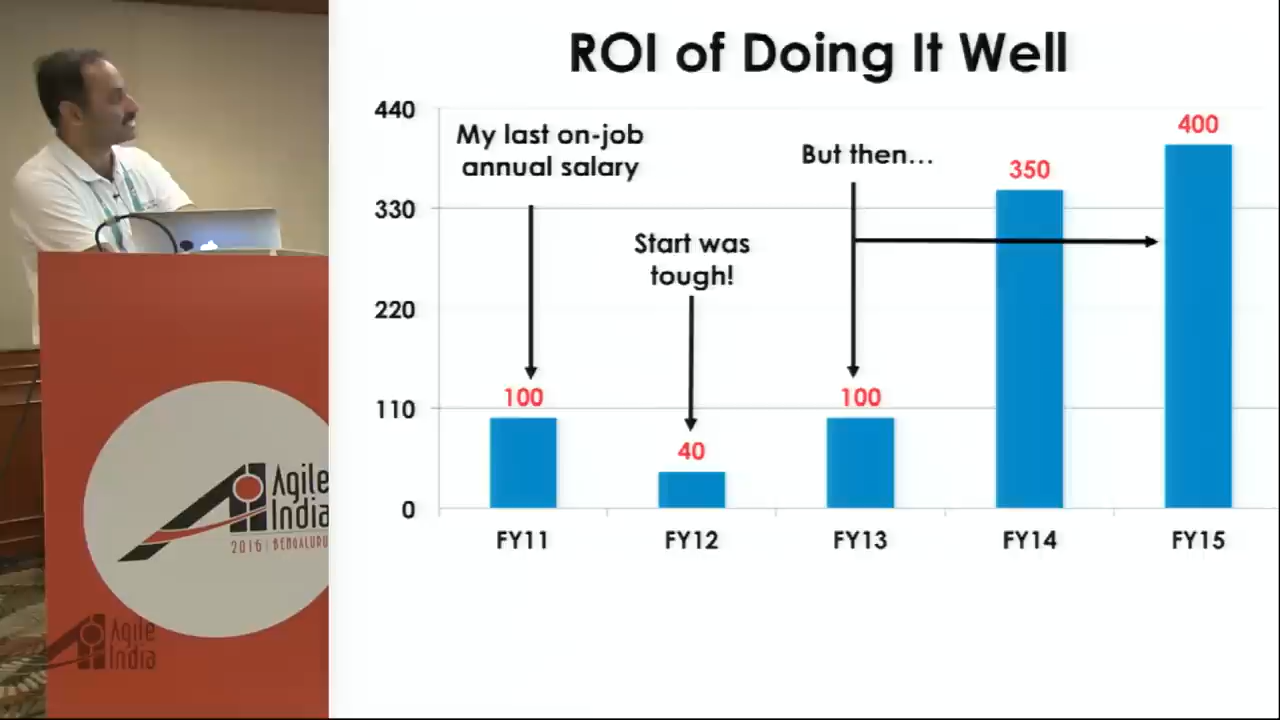 ROI of Doing It Well
440
330
220
110
0
My last on-job
annual salary
Start was
tough!
But then...
100
40
100
350
400
FY11
FY12
FY13
FY14
FY15
Agile
India
2016 | BENGALURU
Agile
India